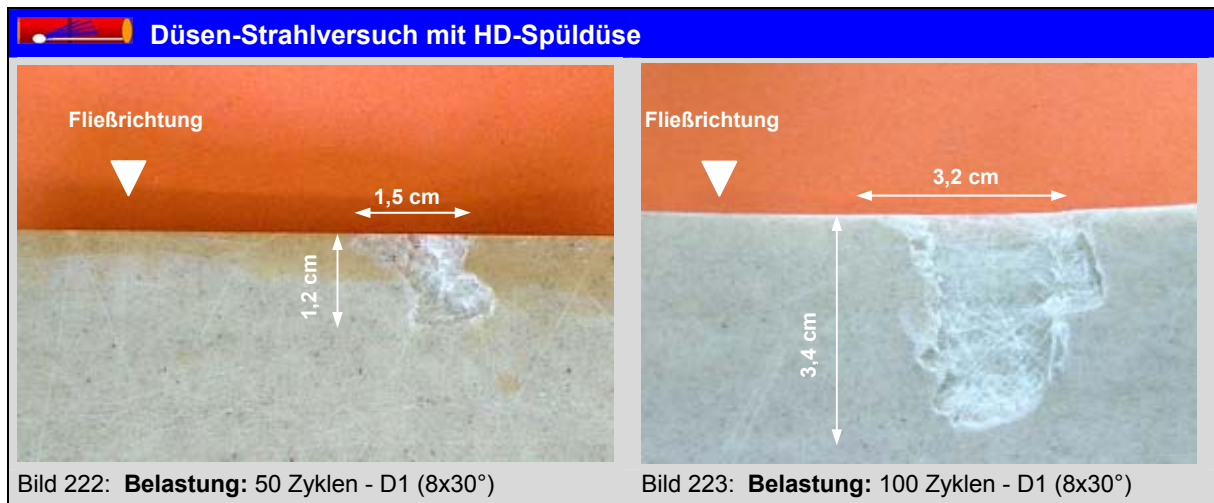 Düsen-Strahlversuch mit HD-Spüldüse
Fließrichtung
1,5 cm
1,2 cm
Fließrichtung
3,2 cm
3,4 cm
Bild 222: Belastung: 50 Zyklen - D1 (8x30°)
Bild 223: Belastung: 100 Zyklen - D1 (8x30°)